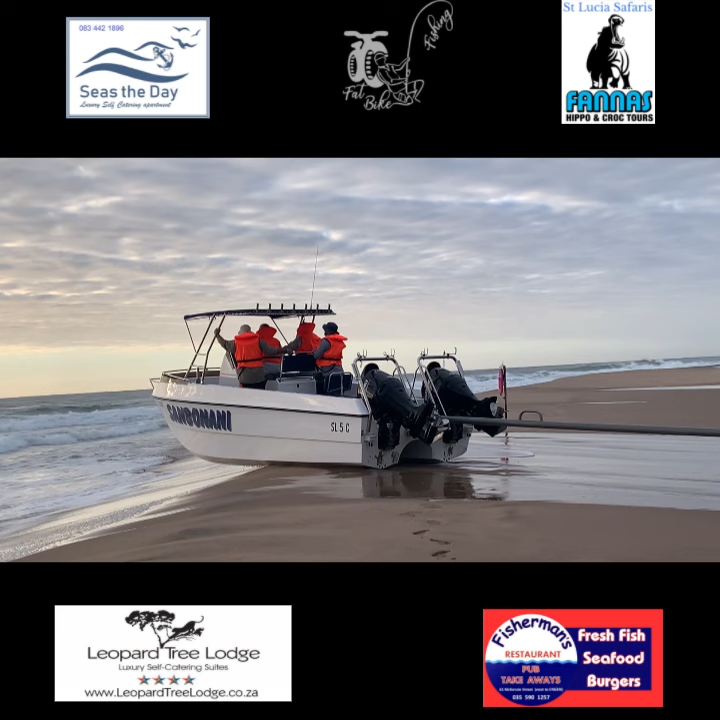 083 442 1896
Seas the Day
Luxury Self Catering apartment
Fat Bike
Fishing
St Lucia Safaris
FANNAS
HIPPO & CROC TOURS
SANBONANI
SL 5 C
Leopard Tree Lodge
Luxury Self-Catering Suites
www.LeopardTreeLodge.co.za
Fisherman's
RESTAURANT
PUB
TAKE AWAYS
035 590 1257
Fresh Fish
Seafood
Burgers